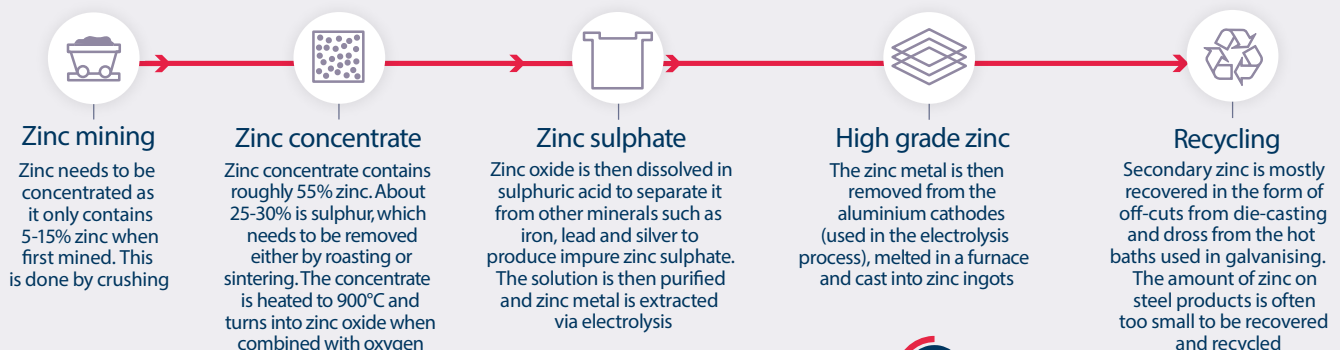 Zinc mining
Zinc needs to be
concentrated as
it only contains
5-15% zinc when
first mined. This
is done by crushing
Zinc concentrate
Zinc concentrate contains
roughly 55% zinc. About
25-30% is sulphur, which
needs to be removed
either by roasting or
sintering. The concentrate
is heated to 900°C and
turns into zinc oxide when
combined with oxygen
Zinc sulphate
Zinc oxide is then dissolved in
sulphuric acid to separate it
from other minerals such as
iron, lead and silver to
produce impure zinc sulphate.
The solution is then purified
and zinc metal is extracted
via electrolysis
High grade zinc
The zinc metal is then
removed from the
aluminium cathodes
(used in the electrolysis
process), melted in a furnace
and cast into zinc ingots
Recycling
Secondary zinc is mostly
recovered in the form of
off-cuts from die-casting
and dross from the hot
baths used in galvanising.
The amount of zinc on
steel products is often
too small to be recovered
and recycled